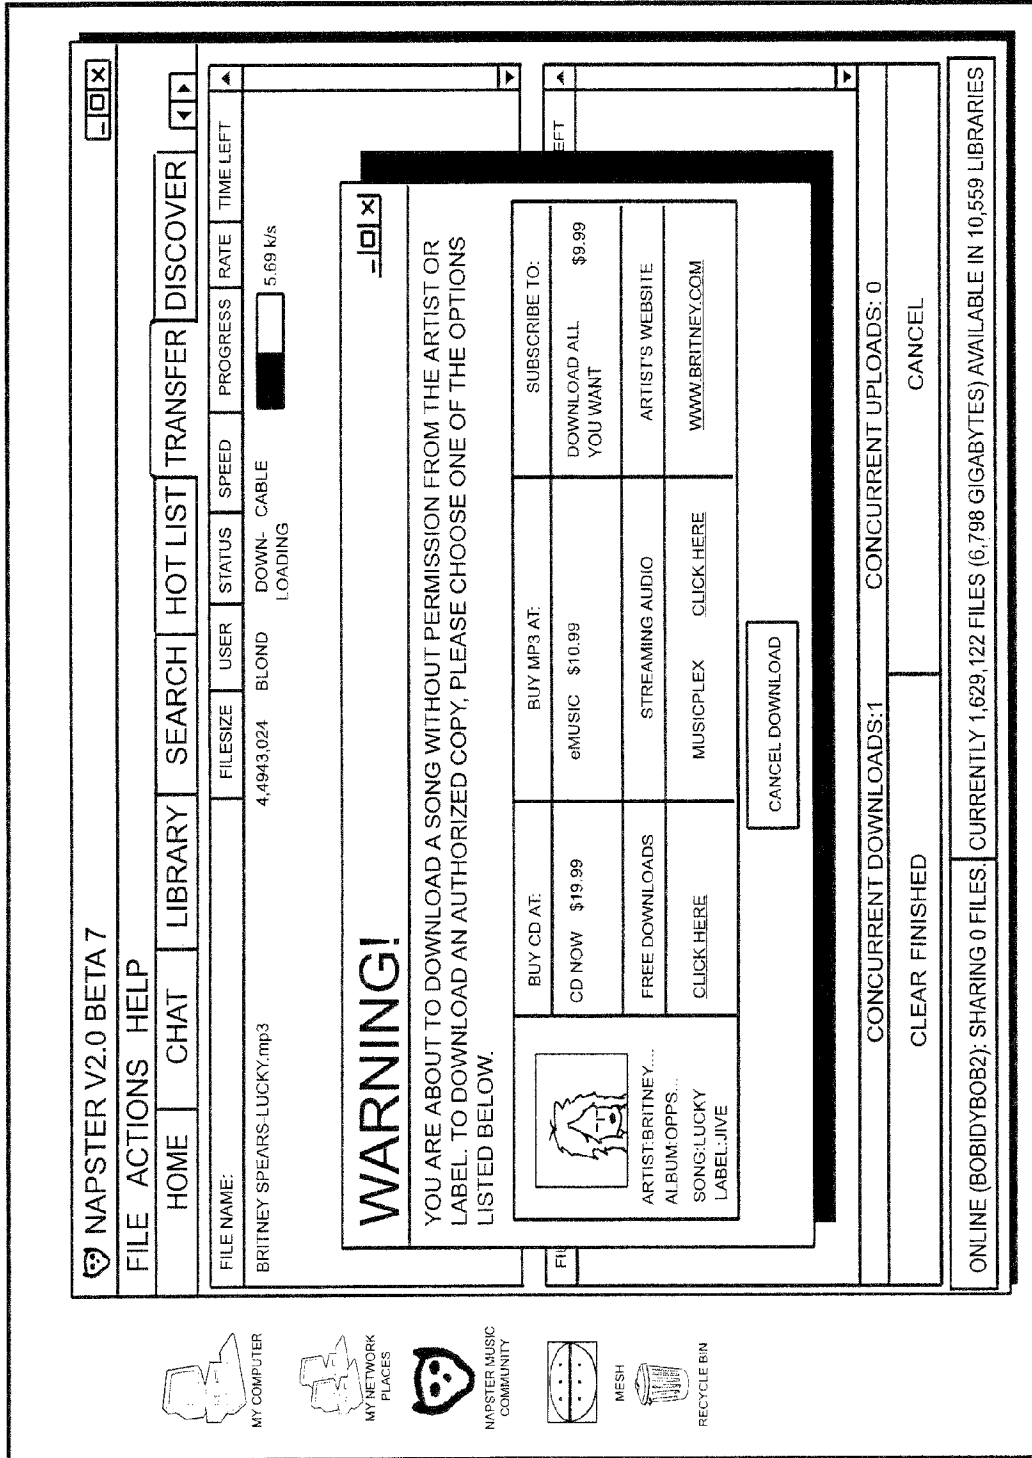 NAPSTER V2.0 BETA 7
FILE ACTIONS HELP
HOME CHAT LIBRARY SEARCH HOT LIST TRANSFER DISCOVER
FILE NAME: FILESIZE USER STATUS SPEED PROGRESS RATE TIME LEFT
BRITNEY SPEARS-LUCKY.mp3 4,4943,024 BLOND DOWN- CABLE 5.69 k/s
LOADING
WARNING!
YOU ARE ABOUT TO DOWNLOAD A SONG WITHOUT PERMISSION FROM THE ARTIST OR
LABEL. TO DOWNLOAD AN AUTHORIZED COPY, PLEASE CHOOSE ONE OF THE OPTIONS
LISTED BELOW.
ARTIST:BRITNEY...
ALBUM:OPPS...
SONG:LUCKY
LABEL:JIVE
BUY CD AT: BUY MP3 AT: SUBSCRIBE TO:
CD NOW $19.99 eMUSIC $10.99 DOWNLOAD ALL $9.99
YOU WANT
FREE DOWNLOADS STREAMING AUDIO ARTIST'S WEBSITE
CLICK HERE MUSICPLEX CLICK HERE WWW.BRITNEY.COM
CANCEL DOWNLOAD
EFT
CONCURRENT DOWNLOADS:1 CONCURRENT UPLOADS: 0
CLEAR FINISHED CANCEL
ONLINE (BOBIDYBOB2): SHARING 0 FILES. CURRENTLY 1,629,122 FILES (6,798 GIGABYTES) AVAILABLE IN 10,559 LIBRARIES
MY COMPUTER
MY NETWORK
PLACES
NAPSTER MUSIC
COMMUNITY
MESH
RECYCLE BIN